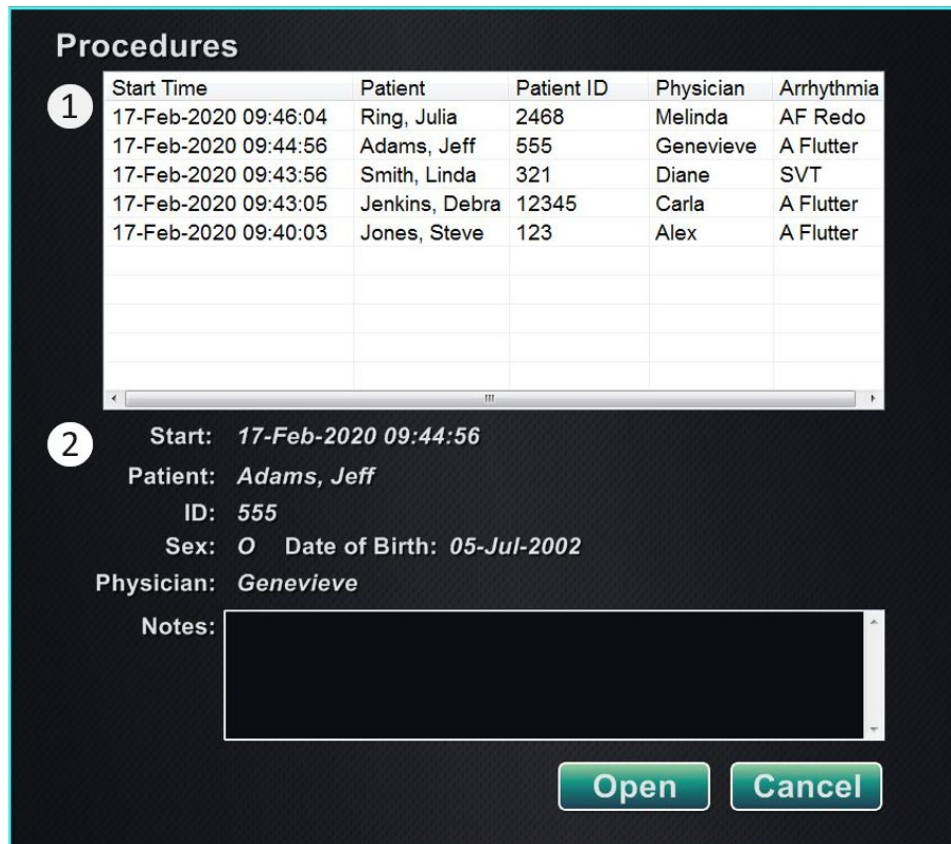 Procedures
1
Start Time Patient Patient ID Physician Arrhythmia
17-Feb-2020 09:46:04 Ring, Julia 2468 Melinda AF Redo
17-Feb-2020 09:44:56 Adams, Jeff 555 Genevieve A Flutter
17-Feb-2020 09:43:56 Smith, Linda 321 Diane SVT
17-Feb-2020 09:43:05 Jenkins, Debra 12345 Carla A Flutter
17-Feb-2020 09:40:03 Jones, Steve 123 Alex A Flutter
2
Start: 17-Feb-2020 09:44:56
Patient: Adams, Jeff
ID: 555
Sex: O Date of Birth: 05-Jul-2002
Physician: Genevieve
Notes:
Open Cancel